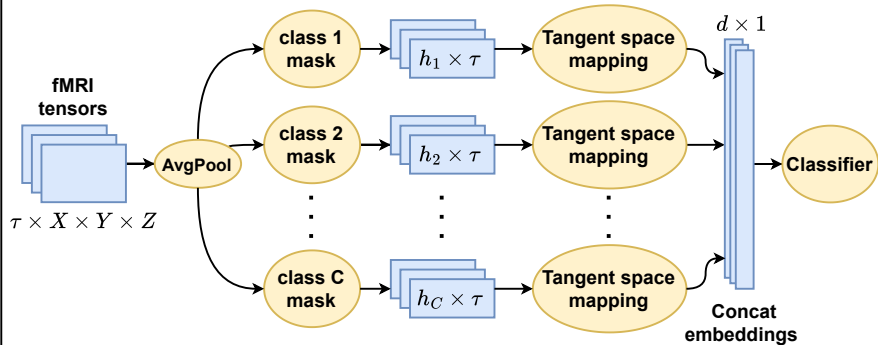 fMRI
tensors
τ × X × Y × Z
AvgPool
class 1
mask
h₁ × τ
Tangent space
mapping
class 2
mask
h₂ × τ
Tangent space
mapping
class C
mask
h_C × τ
Tangent space
mapping
d × 1
Concat
embeddings
Classifier